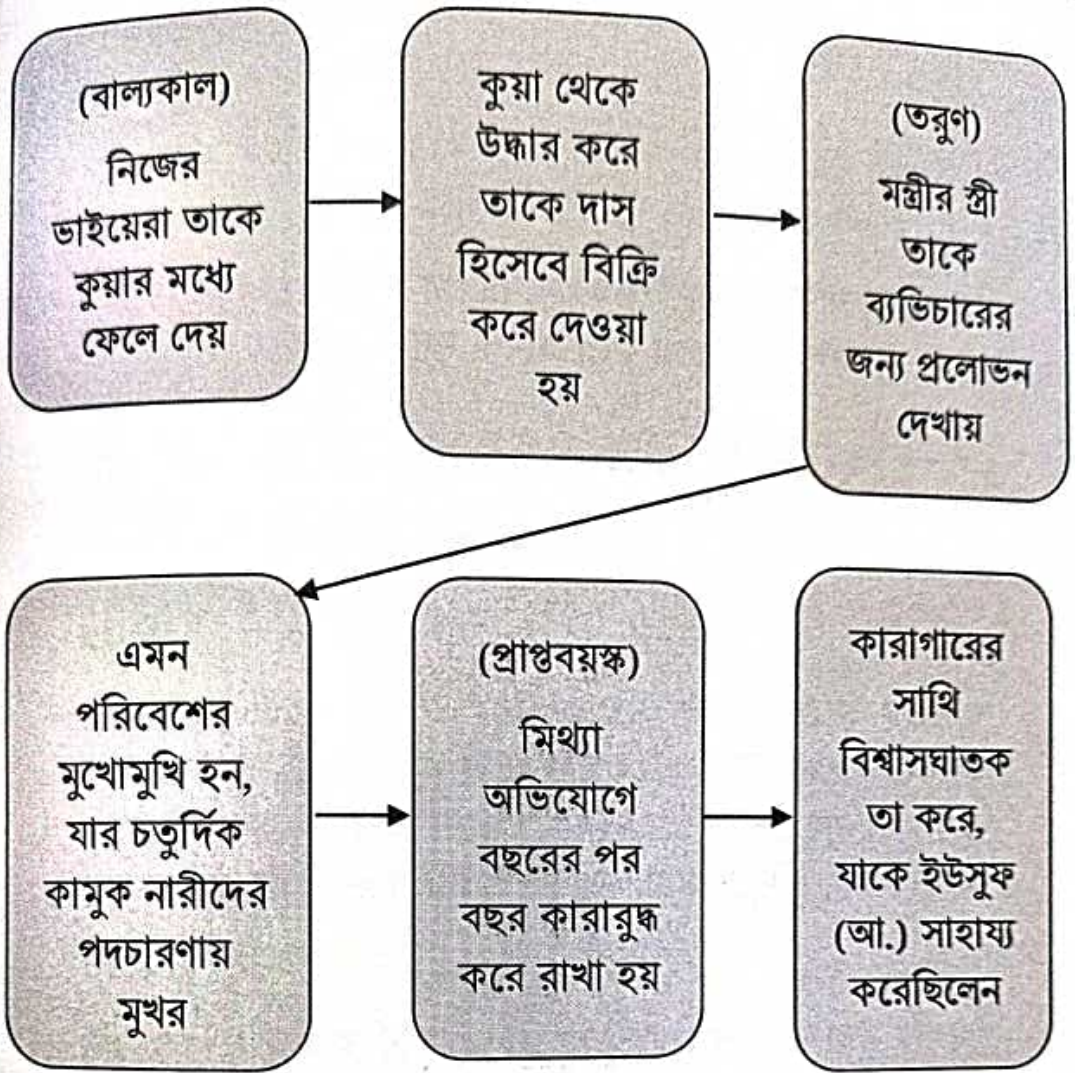 (বাল্যকাল)
নিজের
ভাইয়েরা তাকে
কুয়ার মধ্যে
ফেলে দেয়
কুয়া থেকে
উদ্ধার করে
তাকে দাস
হিসেবে বিক্রি
করে দেওয়া
হয়
(তরুণ)
মন্ত্রীর স্ত্রী
তাকে
ব্যভিচারের
জন্য প্রলোভন
দেখায়
এমন
পরিবেশের
মুখোমুখি হন,
যার চতুর্দিক
কামুক নারীদের
পদচারণায়
মুখর
(প্রাপ্তবয়স্ক)
মিথ্যা
অভিযোগে
বছরের পর
বছর কারারুদ্ধ
করে রাখা হয়
কারাগারের
সাথি
বিশ্বাসঘাতক
তা করে,
যাকে ইউসুফ
(আ.) সাহায্য
করেছিলেন